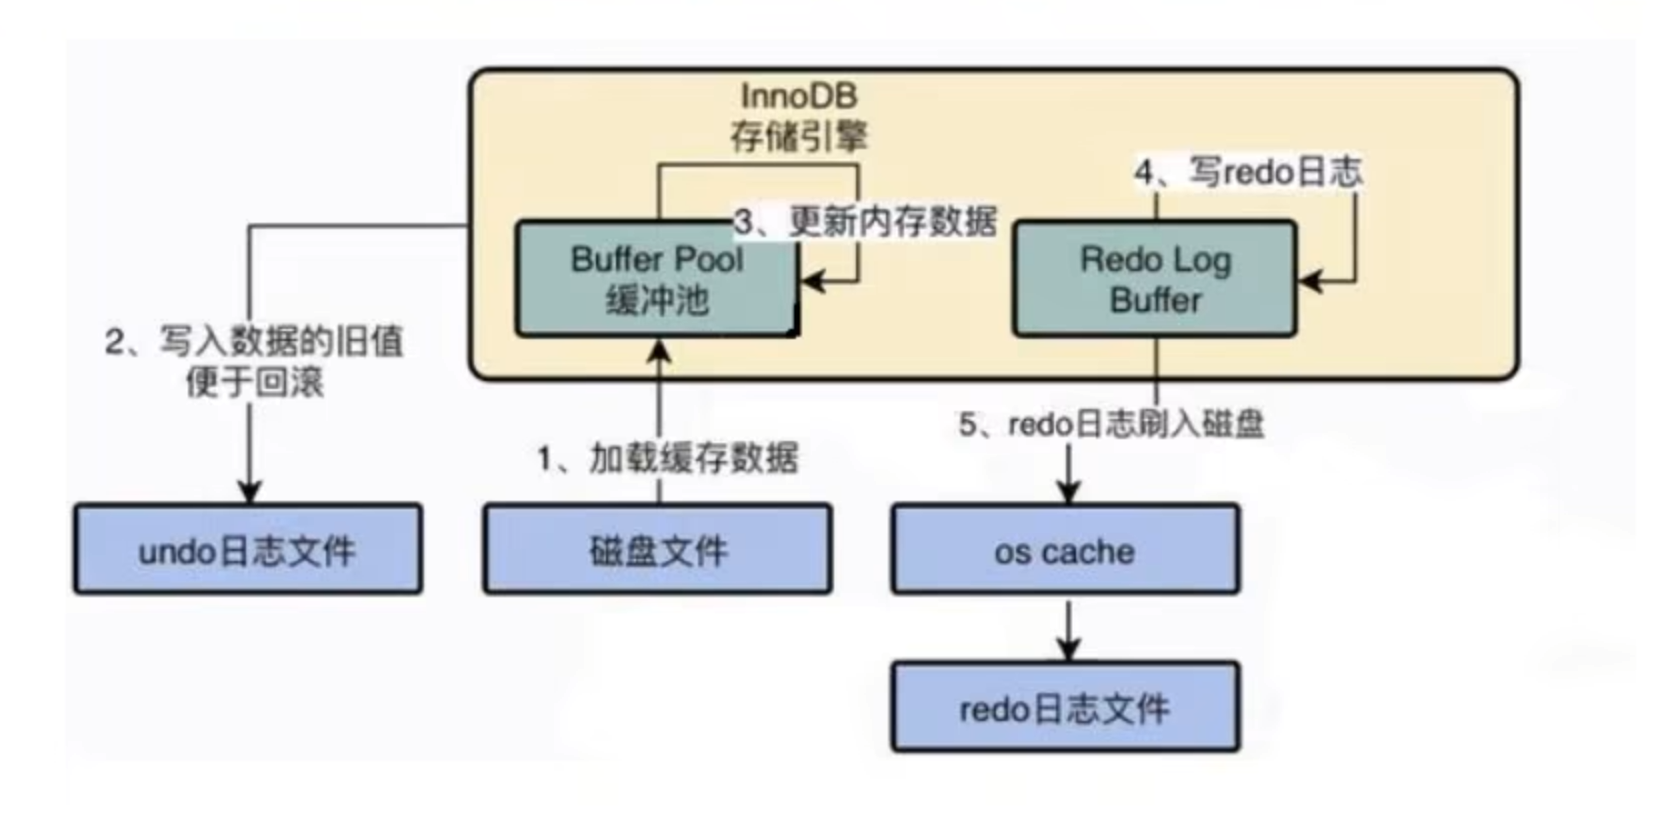 InnoDB
存储引擎
4、写redo日志
3、更新内存数据
Buffer Pool
缓冲池
Redo Log
Buffer
2、写入数据的旧值
便于回滚
5、redo日志刷入磁盘
1、加载缓存数据
undo日志文件
磁盘文件
os cache
redo日志文件